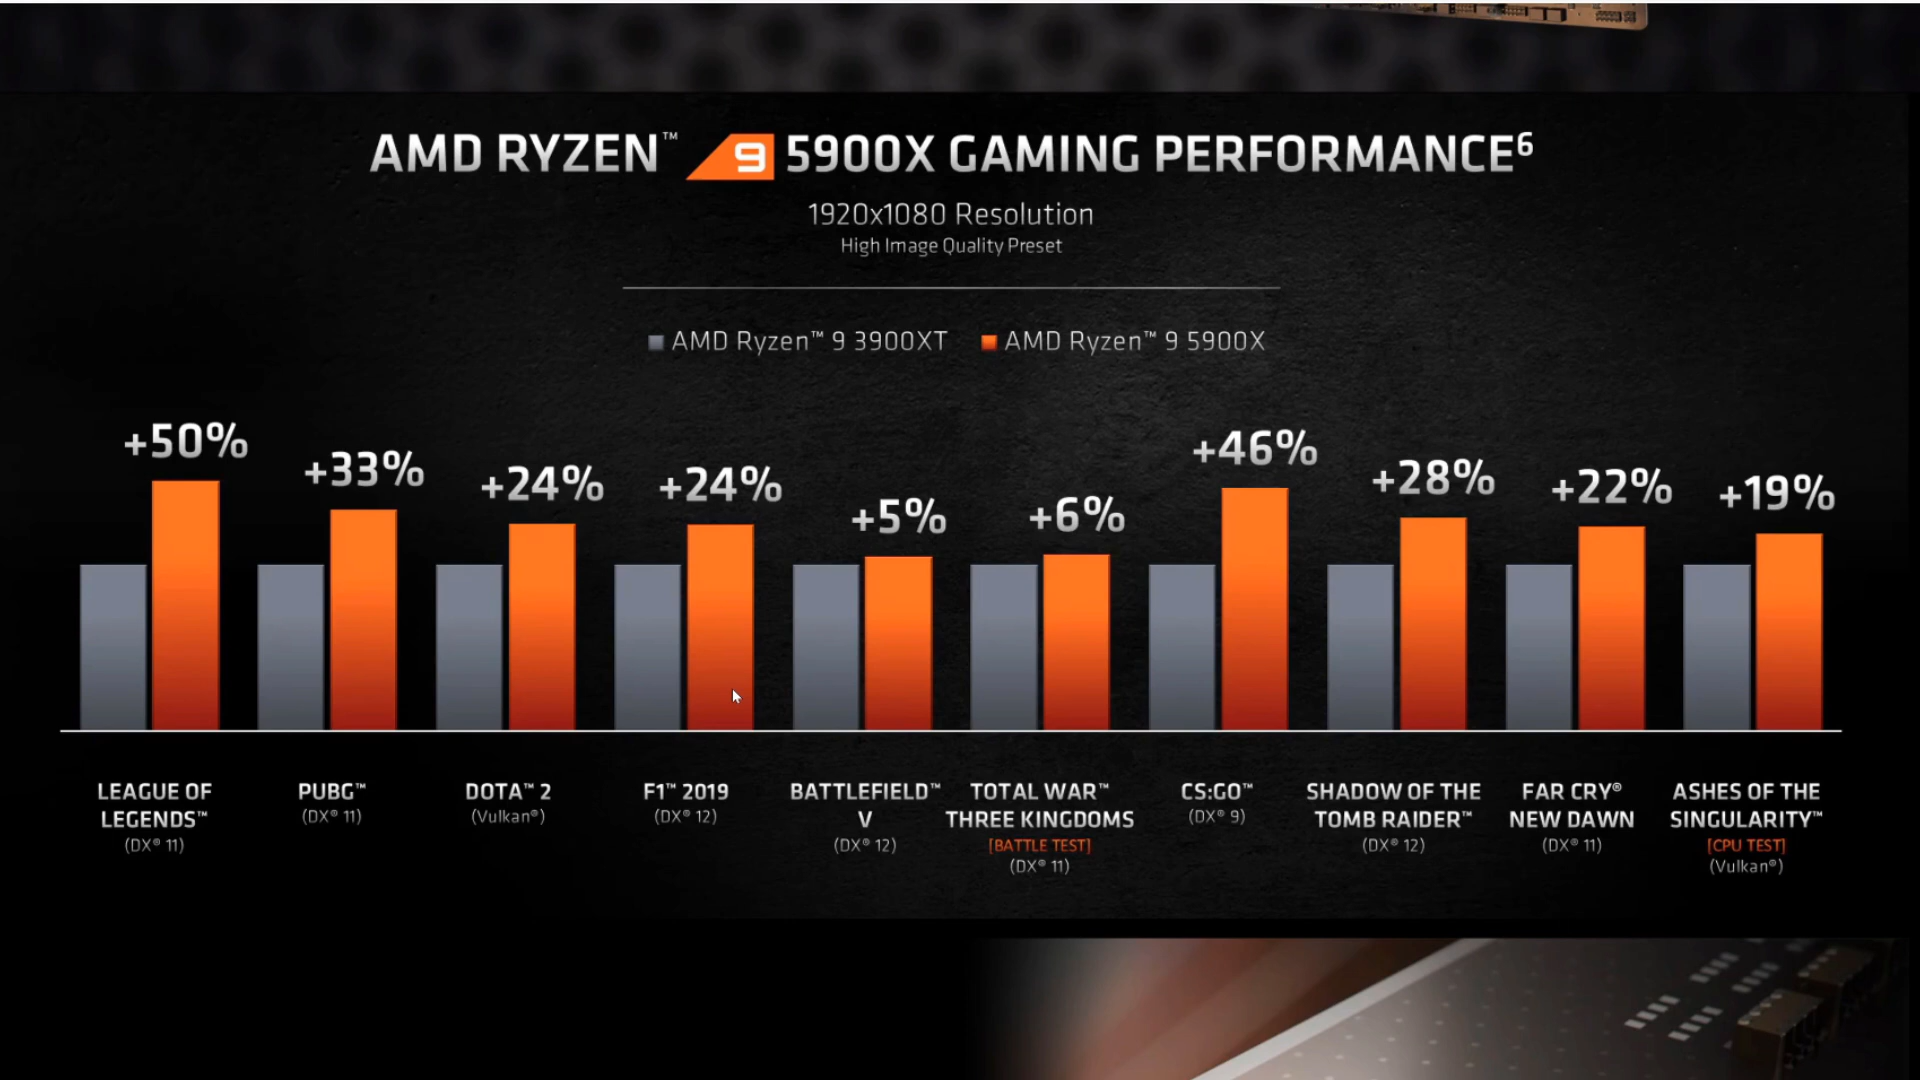 AMD RYZEN™ 9 5900X GAMING PERFORMANCE⁶
1920x1080 Resolution
High Image Quality Preset
AMD Ryzen™ 9 3900XT
AMD Ryzen™ 9 5900X
+50%
+33%
+24%
+24%
+5%
+6%
+46%
+28%
+22%
+19%
LEAGUE OF
LEGENDS™
(DX® 11)
PUBG™
(DX® 11)
DOTA™ 2
(Vulkan®)
F1™ 2019
(DX® 12)
BATTLEFIELD™
V
(DX® 12)
TOTAL WAR™
THREE KINGDOMS
[BATTLE TEST]
(DX® 11)
CS:GO™
(DX® 9)
SHADOW OF THE
TOMB RAIDER™
(DX® 12)
FAR CRY®
NEW DAWN
(DX® 11)
ASHES OF THE
SINGULARITY™
[CPU TEST]
(Vulkan®)